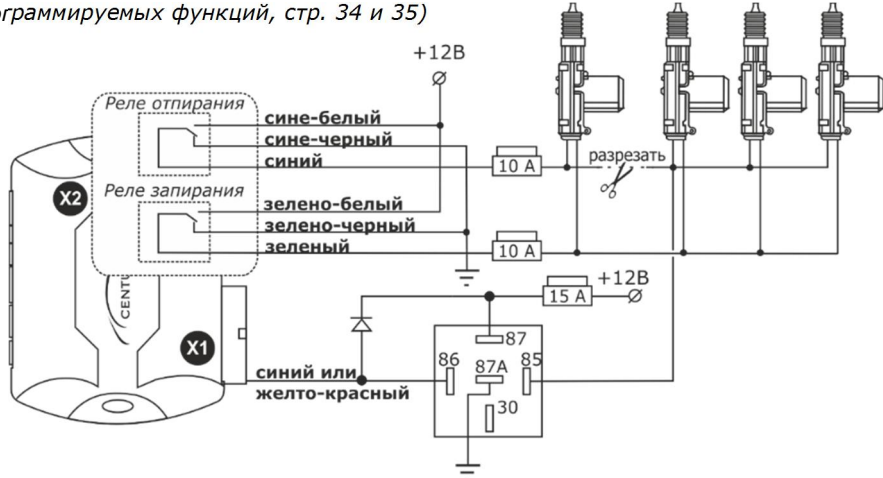 ограммируемых функций, стр. 34 и 35)
+12В
Реле отпирания
сине-белый
сине-черный
синий
10 А
разрезать
X2
Реле запирания
зелено-белый
зелено-черный
зеленый
10 А
+12В
15 А
CENTU
X1
87
86
87А
85
30
синий или
желто-красный